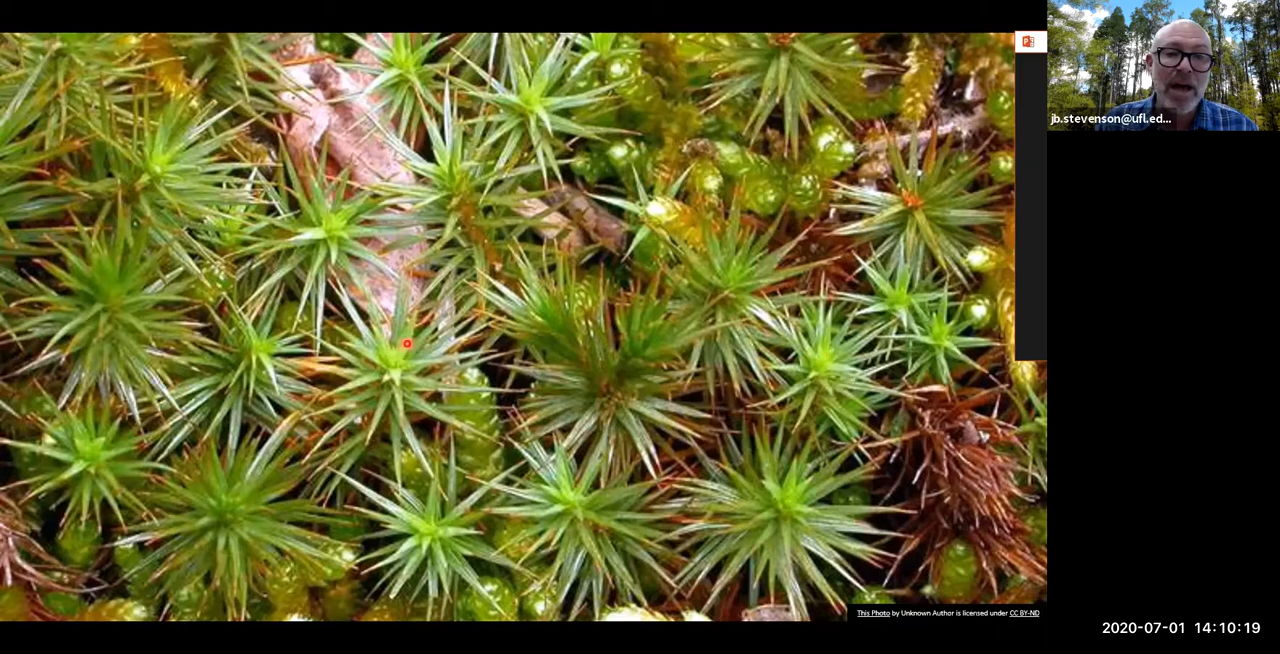 jb.stevenson@ufl.ed...
This Photo by Unknown Author is licensed under CC BY-ND
2020-07-01 14:10:19